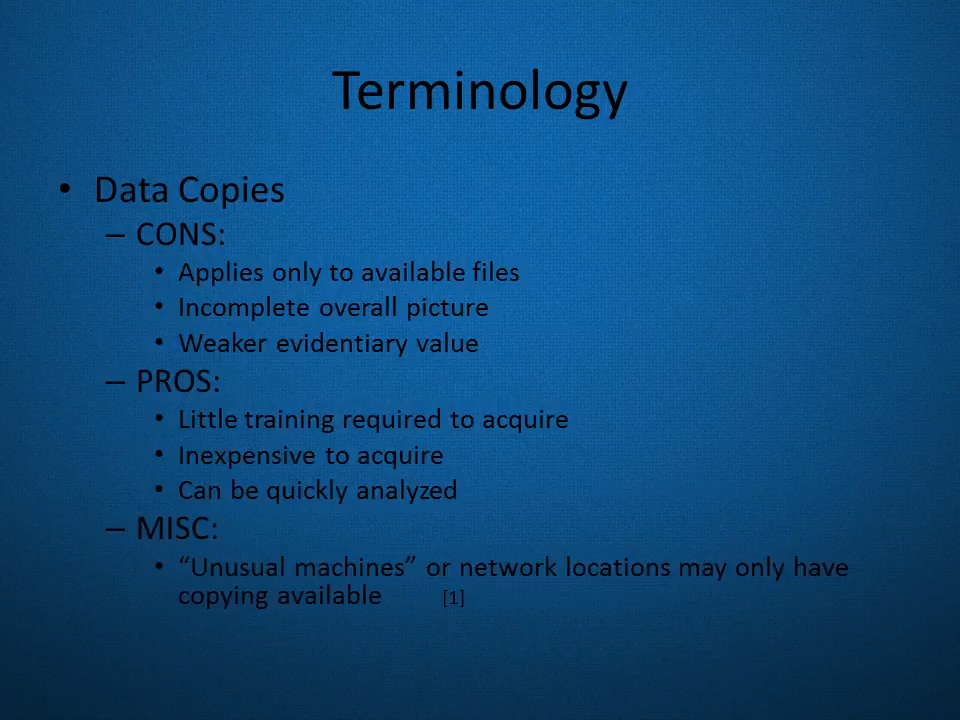 Terminology
• Data Copies
– CONS:
• Applies only to available files
• Incomplete overall picture
• Weaker evidentiary value
– PROS:
• Little training required to acquire
• Inexpensive to acquire
• Can be quickly analyzed
– MISC:
• “Unusual machines” or network locations may only have
copying available [1]